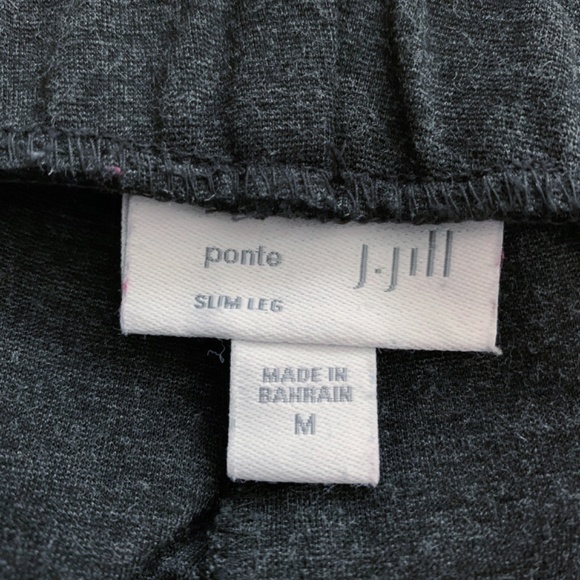 ponte j.jill
SLIM LEG
MADE IN
BAHRAIN
M